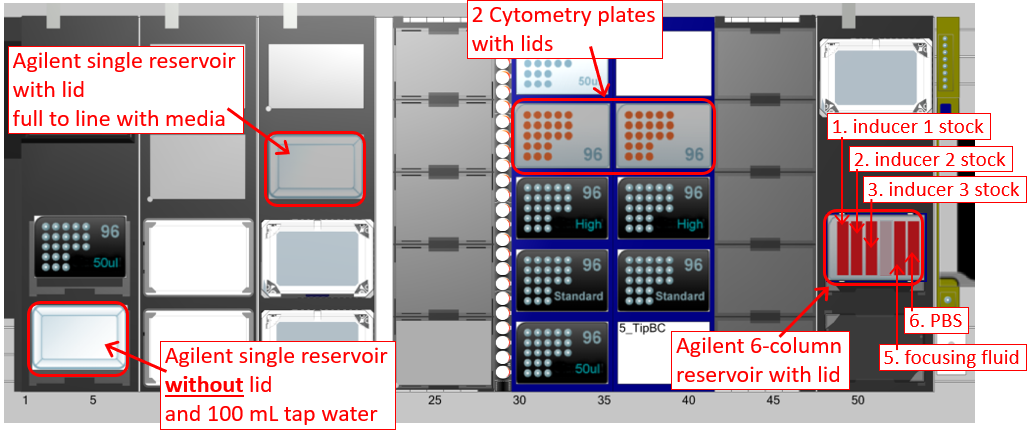 2 Cytometry plates
with lids
Agilent single reservoir
with lid
full to line with media
50ul
96
96
1. inducer 1 stock
2. inducer 2 stock
3. inducer 3 stock
96
50ul
96
High
96
High
96
Standard
96
Standard
96
50ul
5_TipBC
Agilent single reservoir
without lid
and 100 mL tap water
Agilent 6-column
reservoir with lid
6. PBS
5. focusing fluid
1
5
25
30
35
40
45
50